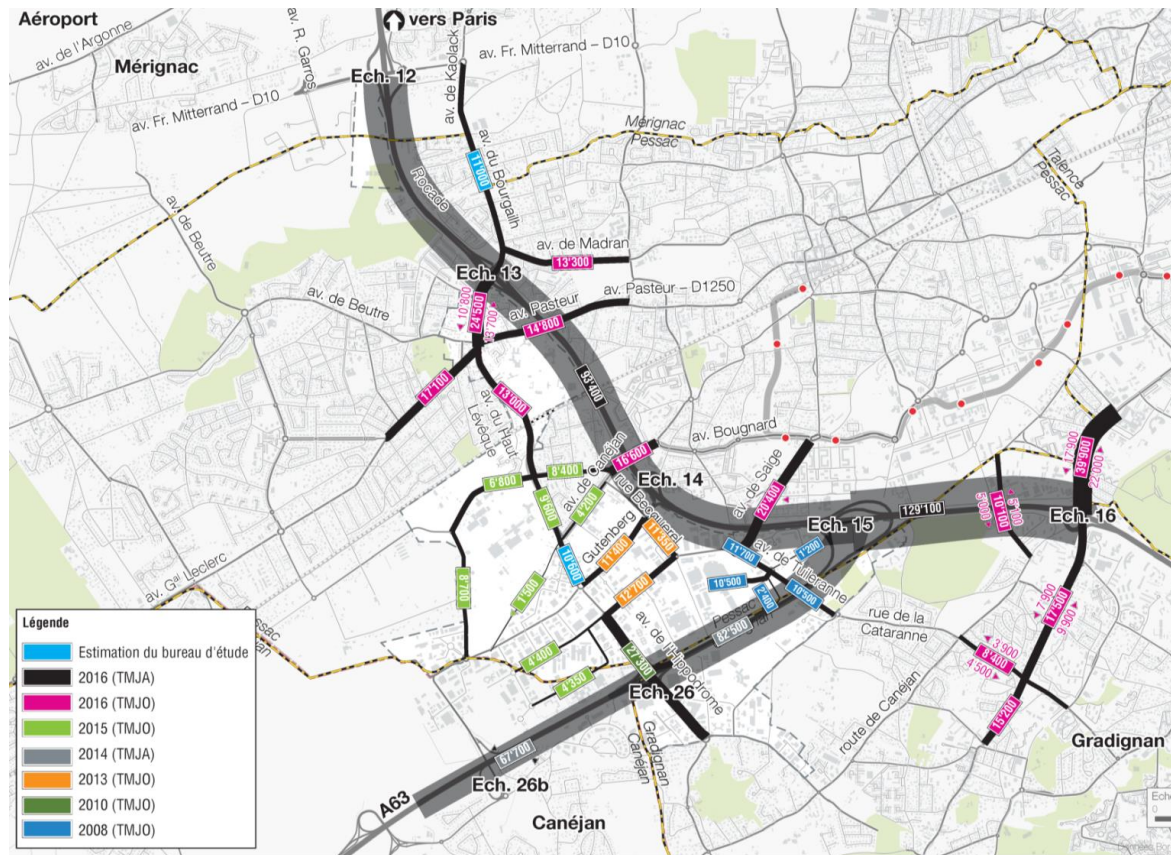 Aéroport
vers Paris
av. de l'Argonne
Mérignac
av. R. Garros
Ech. 12
av. de Kaolack
av. Fr. Mitterrand – D10
av. Fr. Mitterrand – D10
Mérignac
Pessac
av. du Bourgailh
11'000
Rocade
Talence
Pessac
av. de Beutre
av. de Madran
13'300
Ech. 13
av. Pasteur – D1250
av. Pasteur
14'800
10'800
24'500
13'700
av. de Beutre
93'400
17'100
13'000
av. du Haut
Lévêque
av. Bougnard
16'600
Ech. 14
av. de Canéjan
8'400
6'800
9'600
4'200
rue Becquerel
av. de Saige
20'400
17'900
39'900
22'000
129'100
Ech. 15
Ech. 16
5'000
10'100
5'100
Gutenberg
11'350
11'400
10'600
12'700
11'700
av. de Tuileranne
1'200
10'500
2'400
10'500
8'700
1'500
av. Gal Leclerc
Pessac
82'500
rue de la
Cataranne
7'900
17'500
9'900
3'900
8'400
4'500
av. de l'Hippodrome
27'300
4'400
4'350
Ech. 26
route de Canéjan
15'200
Gradignan
Gradignan
Canéjan
67'700
Ech. 26b
A63
Canéjan
Légende
Estimation du bureau d'étude
2016 (TMJA)
2016 (TMJO)
2015 (TMJO)
2014 (TMJA)
2013 (TMJO)
2010 (TMJO)
2008 (TMJO)
0